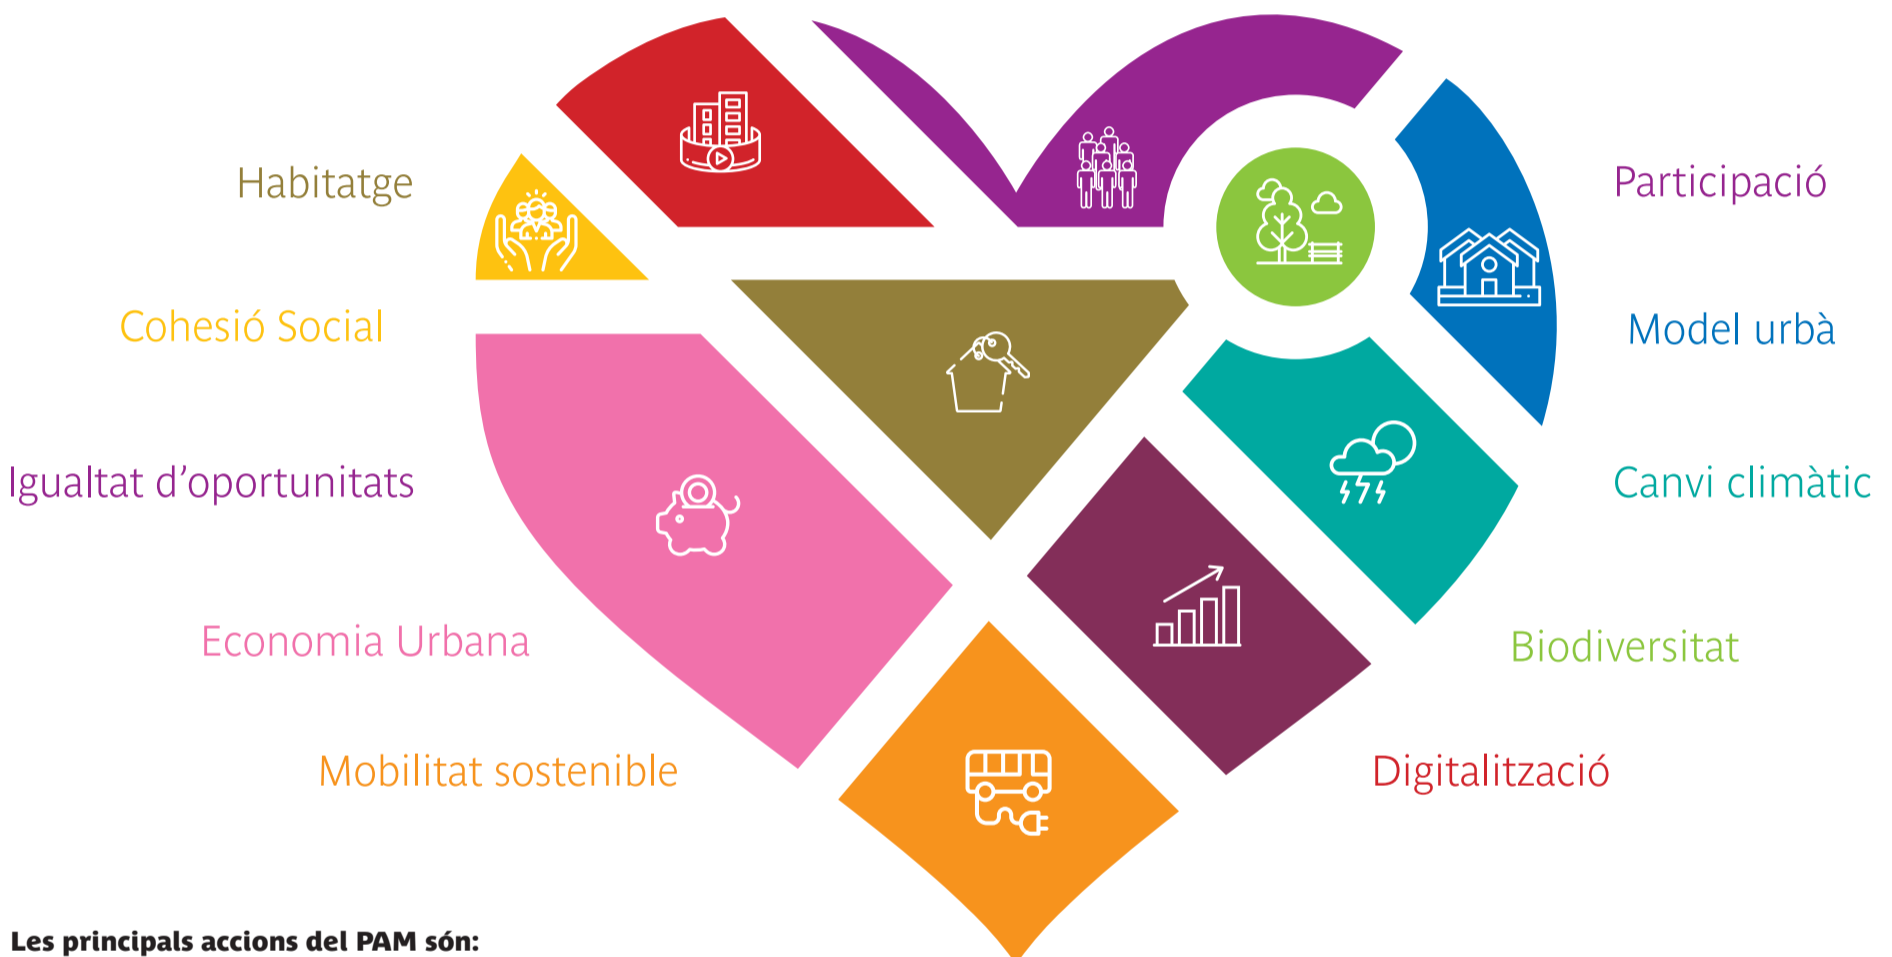 Habitatge
Cohesió Social
Igualtat d'oportunitats
Economia Urbana
Mobilitat sostenible
Participació
Model urbà
Canvi climàtic
Biodiversitat
Digitalització
Les principals accions del PAM són: